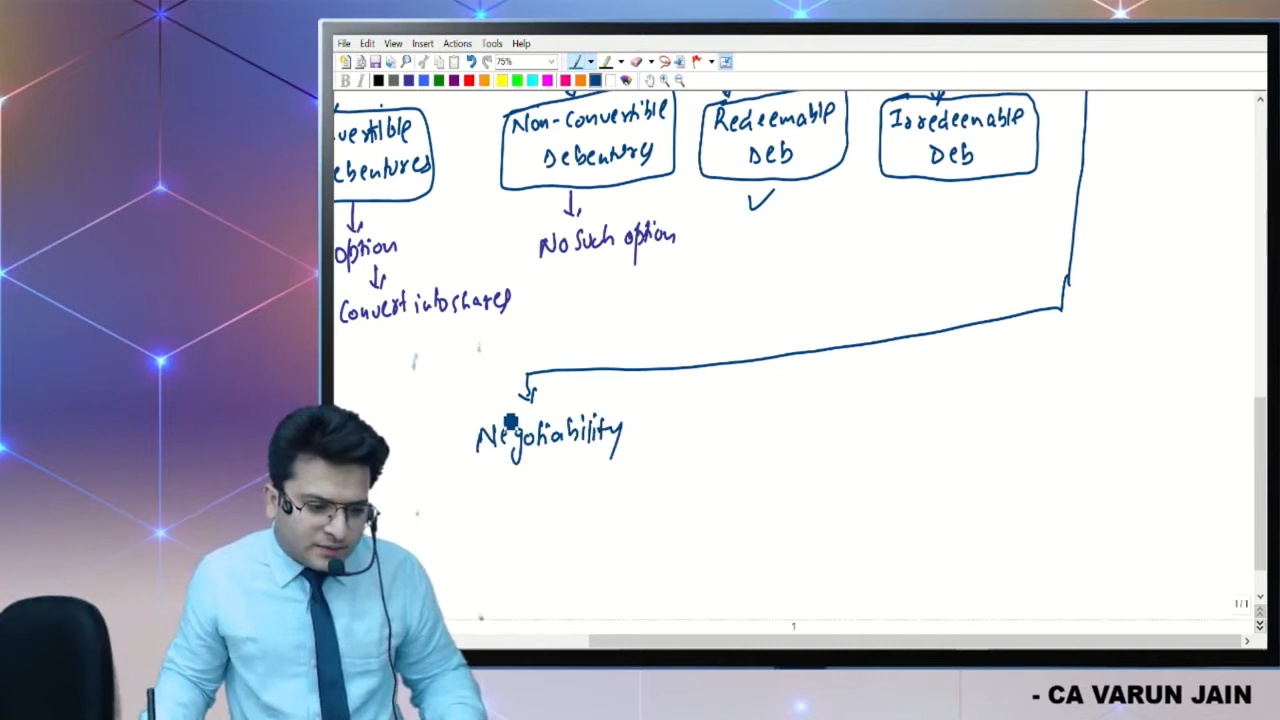 File Edit View Insert Actions Tools Help
75%
B I
vertible
ebentures
Non-Convertible
Debentures
Redeemable
Deb
Irredeemable
Deb
option
Convert into shares
No such option
Negotiability
1/1
1
- CA VARUN JAIN